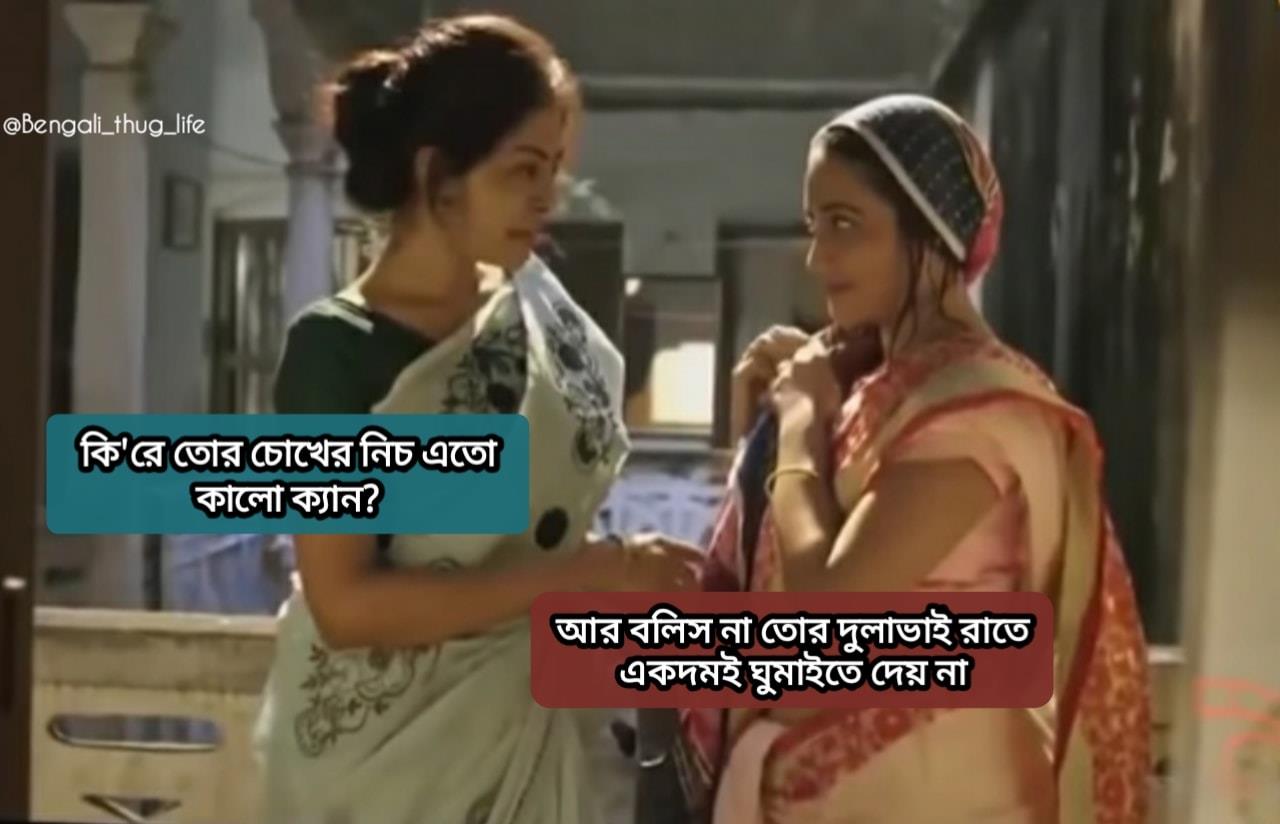 @Bengali_thug_life
কি'রে তোর চোখের নিচ এতো
কালো ক্যান?
আর বলিস না তোর দুলাভাই রাতে
একদমই ঘুমাইতে দেয় না